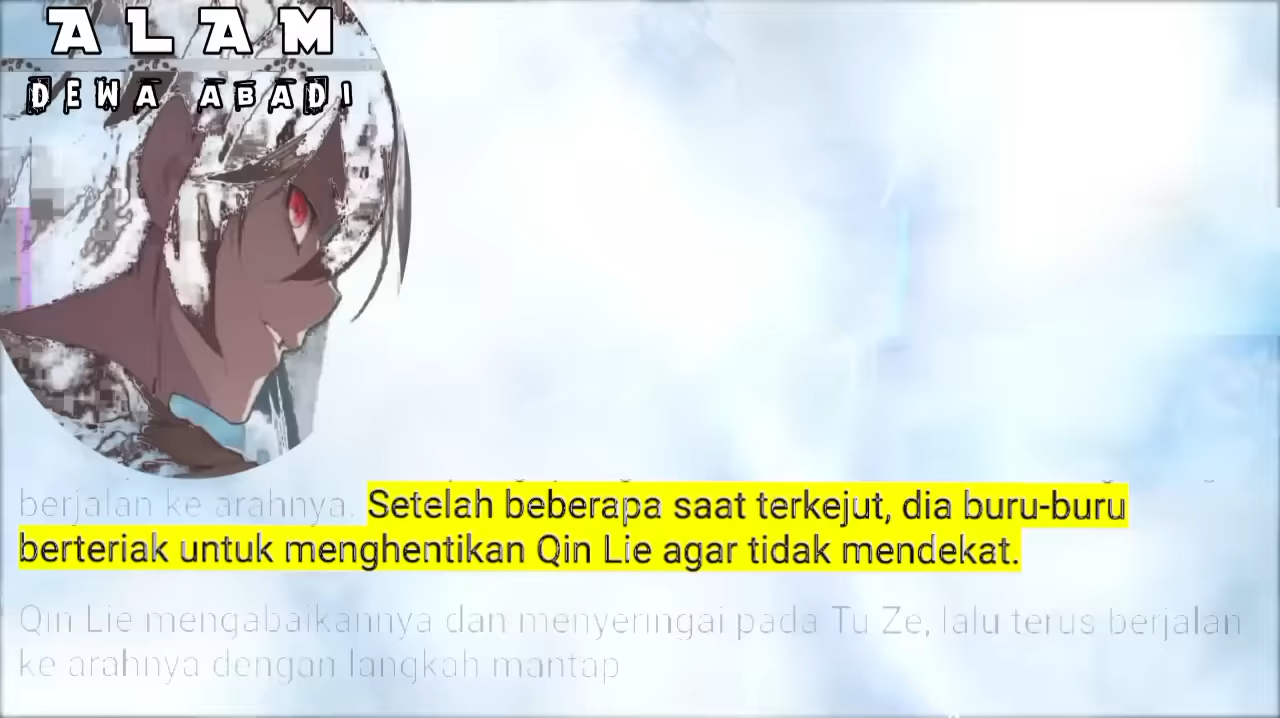 ALAM
DEWA ABADI
berjalan ke arahnya. Setelah beberapa saat terkejut, dia buru-buru
berteriak untuk menghentikan Qin Lie agar tidak mendekat.
Qin Lie mengabaikannya dan menyeringai pada Tu Ze, lalu terus berjalan
ke arahnya dengan langkah mantap